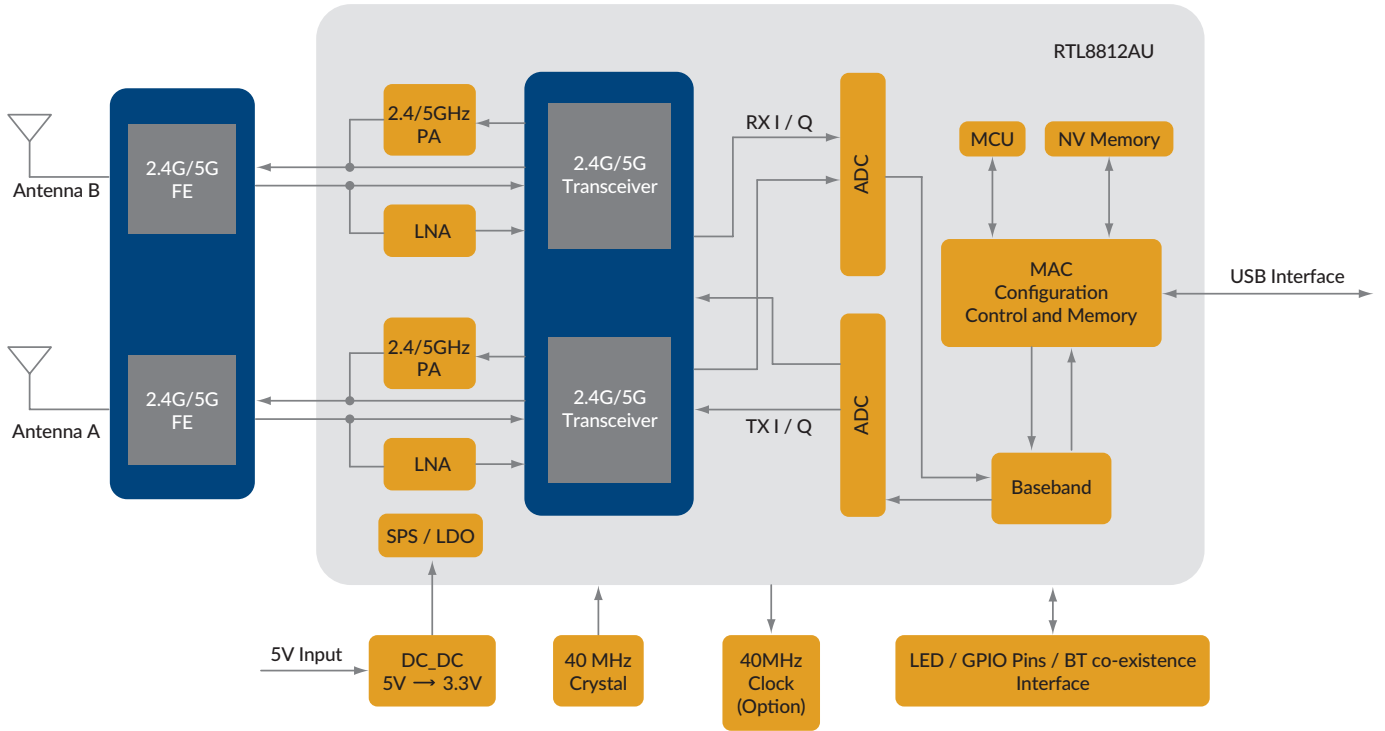 RTL8812AU
Antenna B
2.4G/5G
FE
2.4/5GHz
PA
LNA
2.4G/5G
Transceiver
RX I / Q
ADC
MCU
NV Memory
MAC
Configuration
Control and Memory
USB Interface
Antenna A
2.4G/5G
FE
2.4/5GHz
PA
LNA
2.4G/5G
Transceiver
TX I / Q
ADC
Baseband
SPS / LDO
5V Input
DC_DC
5V → 3.3V
40 MHz
Crystal
40MHz
Clock
(Option)
LED / GPIO Pins / BT co-existence
Interface